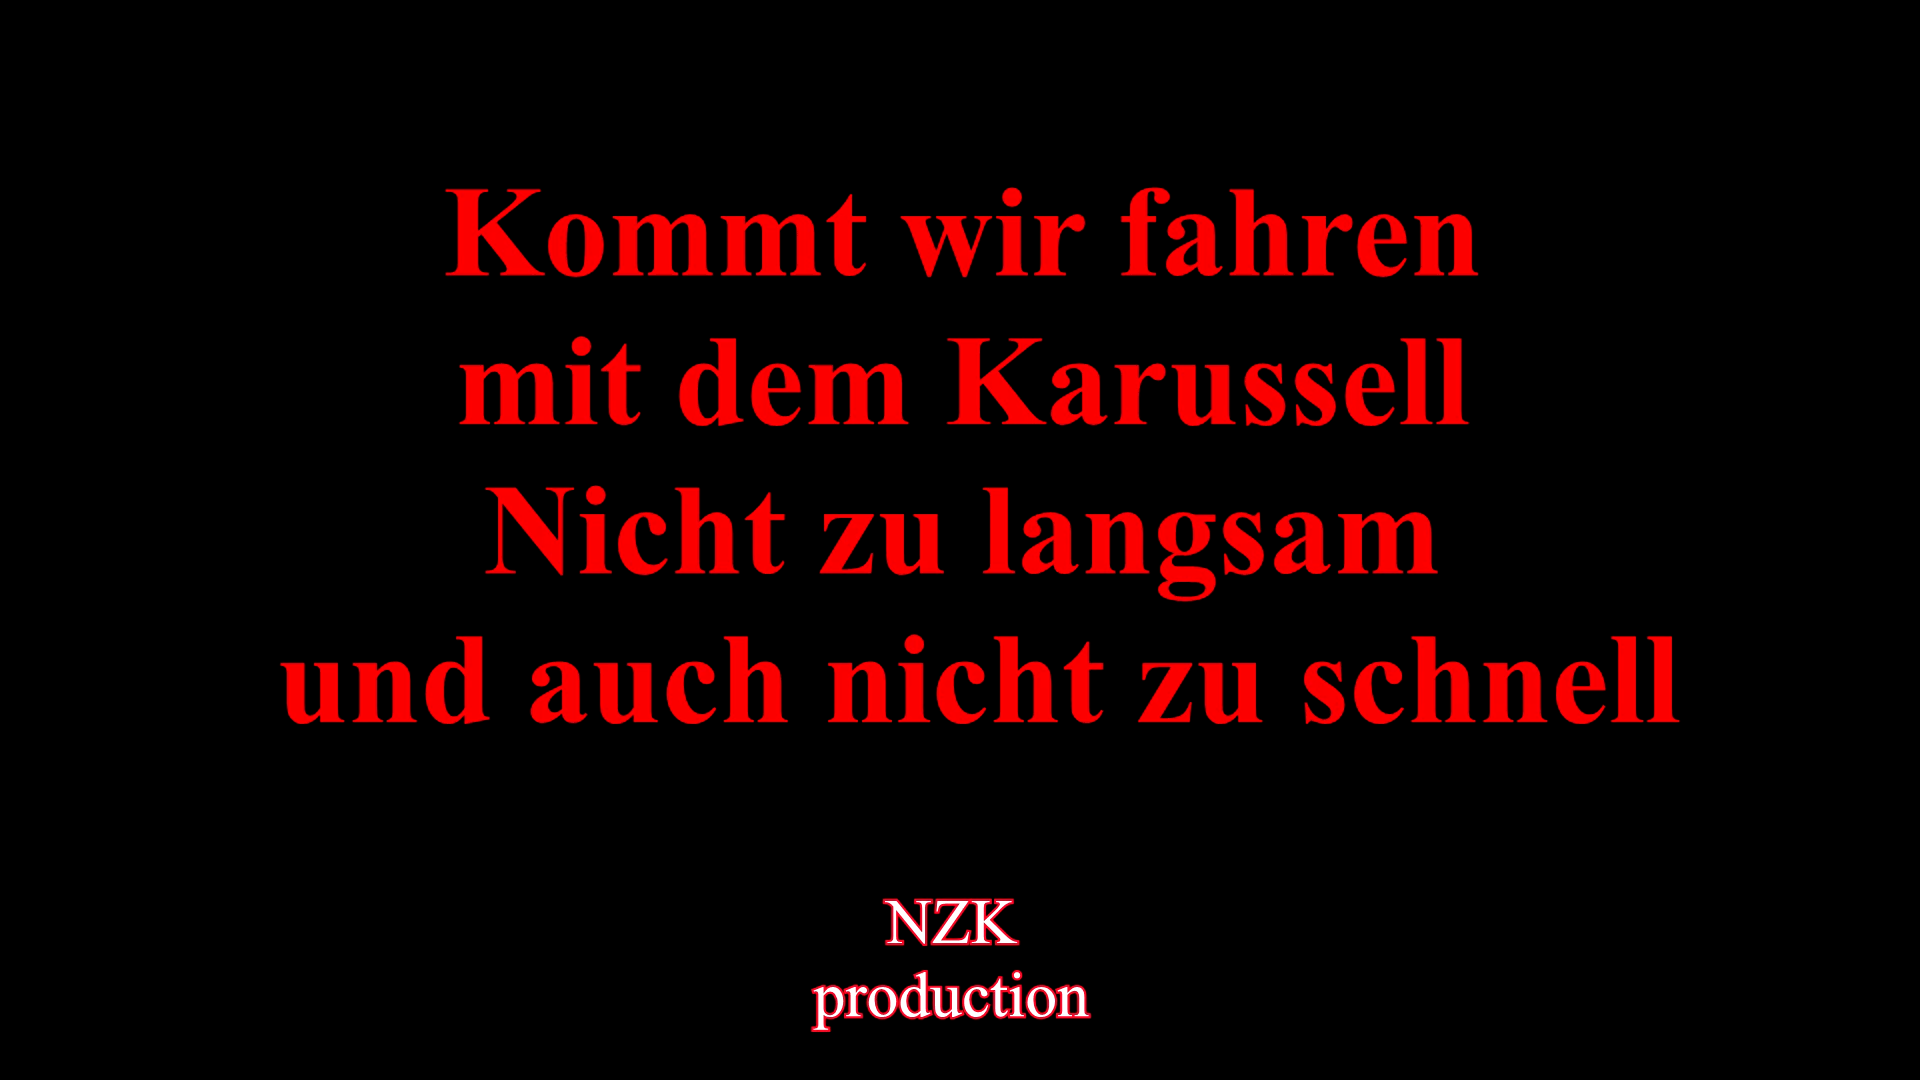 Kommt wir fahren
mit dem Karussell
Nicht zu langsam
und auch nicht zu schnell
NZK
production